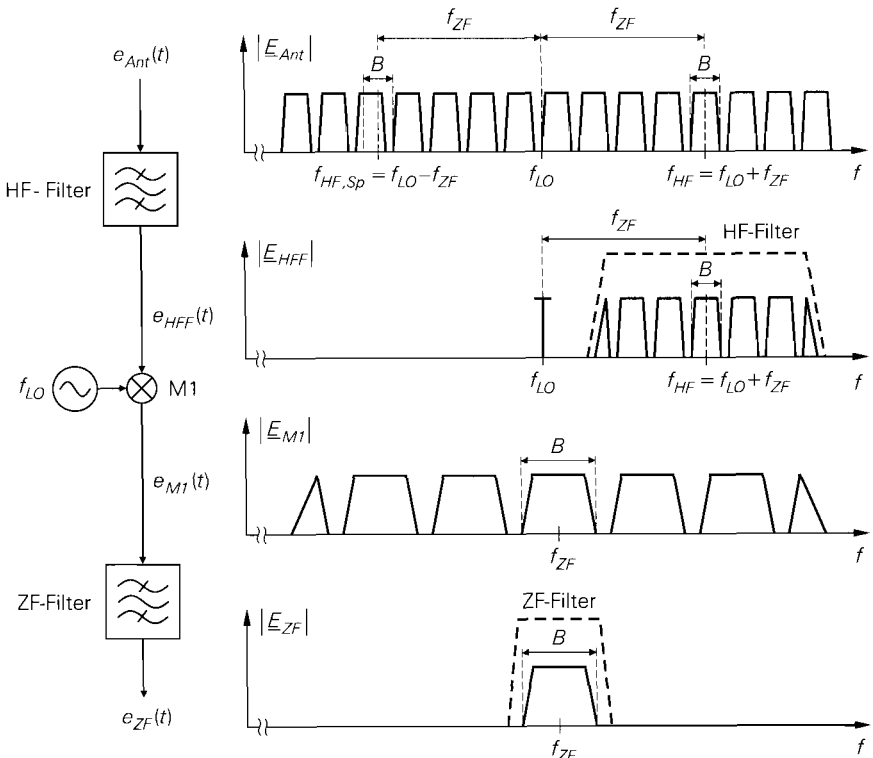 e_Ant(t)
HF- Filter
e_HFF(t)
f_LO
M1
e_M1(t)
ZF-Filter
e_ZF(t)
|E_Ant|
f_ZF
f_ZF
B
B
f_HF,Sp = f_LO – f_ZF
f_LO
f_HF = f_LO + f_ZF
f
|E_HFF|
f_ZF
HF-Filter
B
f_LO
f_HF = f_LO + f_ZF
f
|E_M1|
B
f_ZF
f
|E_ZF|
ZF-Filter
B
f_ZF
f